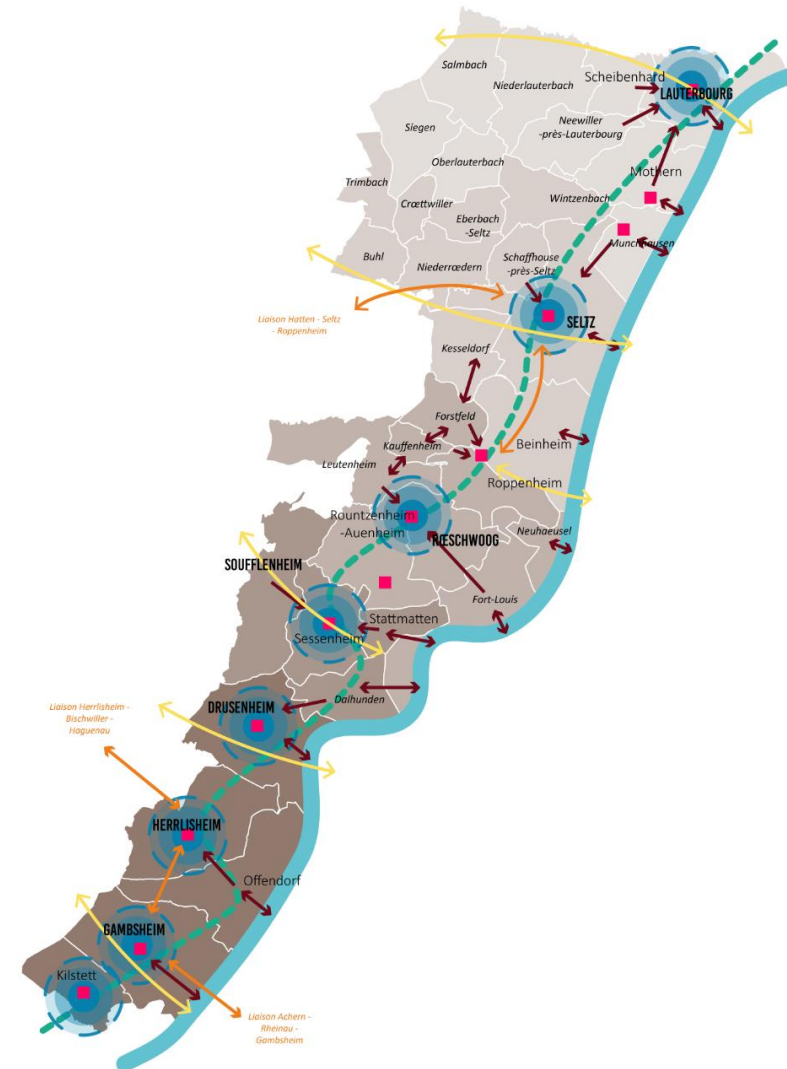 Salmbach
Scheibenhard
Niederlauterbach
LAUTERBOURG
Neewiller
-près-Lauterbourg
Siegen
Oberlauterbach
Mothern
Trimbach
Wintzenbach
Crœttwiller
Eberbach
-Seltz
Munchhausen
Buhl
Schaffhouse
-près-Seltz
Niederrœdern
Liaison Hatten - Seltz
- Roppenheim
SELTZ
Kesseldorf
Forstfeld
Kauffenheim
Beinheim
Leutenheim
Roppenheim
Rountzenheim
-Auenheim
Neuhaeusel
RŒSCHWOOG
SOUFFLENHEIM
Fort-Louis
Stattmatten
Sessenheim
Dalhunden
DRUSENHEIM
Liaison Herrlisheim -
Bischwiller -
Haguenau
HERRLISHEIM
Offendorf
GAMBSHEIM
Kilstett
Liaison Achern -
Rheinau -
Gambsheim